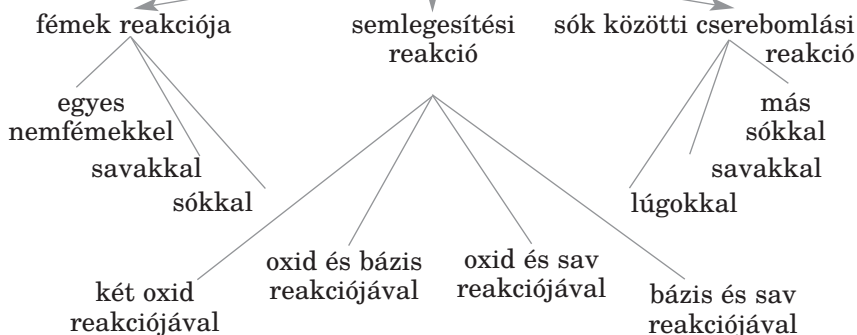 fémek reakciója
semlegesítési
reakció
sók közötti cserebomlási
reakció
egyes
nemfémekkel
savakkal
sókkal
más
sókkal
savakkal
lúgokkal
két oxid
reakciójával
oxid és bázis
reakciójával
oxid és sav
reakciójával
bázis és sav
reakciójával